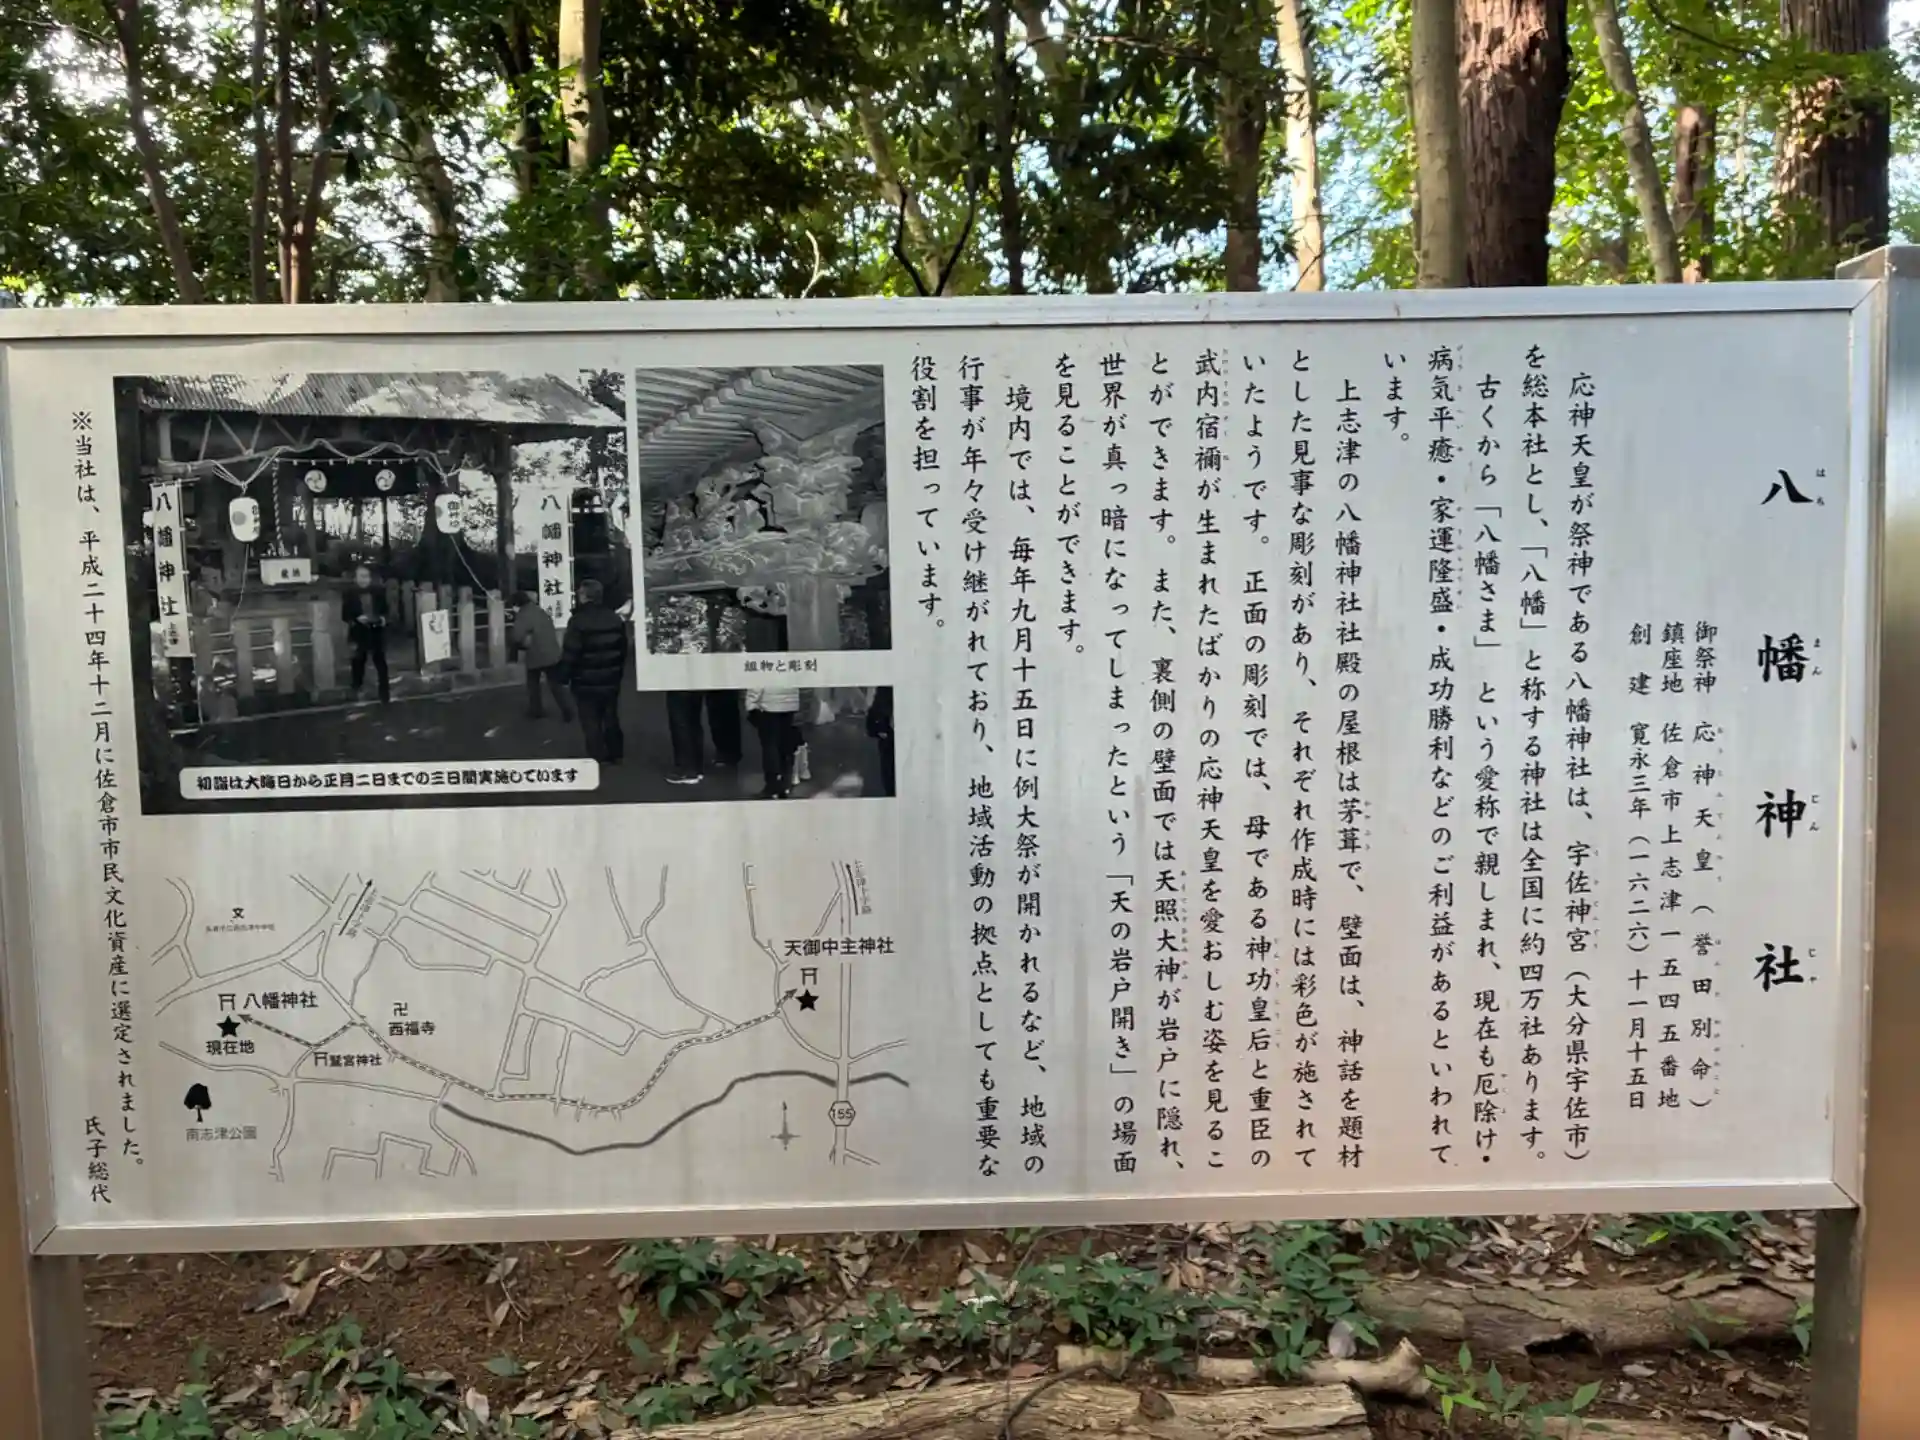 八幡神社
はちまんじんじゃ
御祭神 応神天皇（誉田別命）
鎮座地 佐倉市上志津一五四五番地
創建 寛永三年（一六二六）十一月十五日
応神天皇が祭神である八幡神社は、宇佐神宮（大分県宇佐市）
を総本社とし、「八幡」と称する神社は全国に約四万社あります。
古くから「八幡さま」という愛称で親しまれ、現在も厄除け・
病気平癒・家運隆盛・成功勝利などのご利益があるといわれて
います。
上志津の八幡神社社殿の屋根は茅葺で、壁面は、神話を題材
とした見事な彫刻があり、それぞれ作成時には彩色が施されて
いたようです。正面の彫刻では、母である神功皇后と重臣の
武内宿禰が生まれたばかりの応神天皇を愛おしむ姿を見るこ
とができます。また、裏側の壁面では天照大神が岩戸に隠れ、
世界が真っ暗になってしまったという「天の岩戸開き」の場面
を見ることができます。
境内では、毎年九月十五日に例大祭が開かれるなど、地域の
行事が年々受け継がれており、地域活動の拠点としても重要な
役割を担っています。
組物と彫刻
八幡神社 上志津
八幡神社
初詣は大晦日から正月二日までの三日間実施しています
天御中主神社
八幡神社
現在地
卍
西福寺
鷲宮神社
南志津公園
文
155
※当社は、平成二十四年十二月に佐倉市市民文化資産に選定されました。
氏子総代